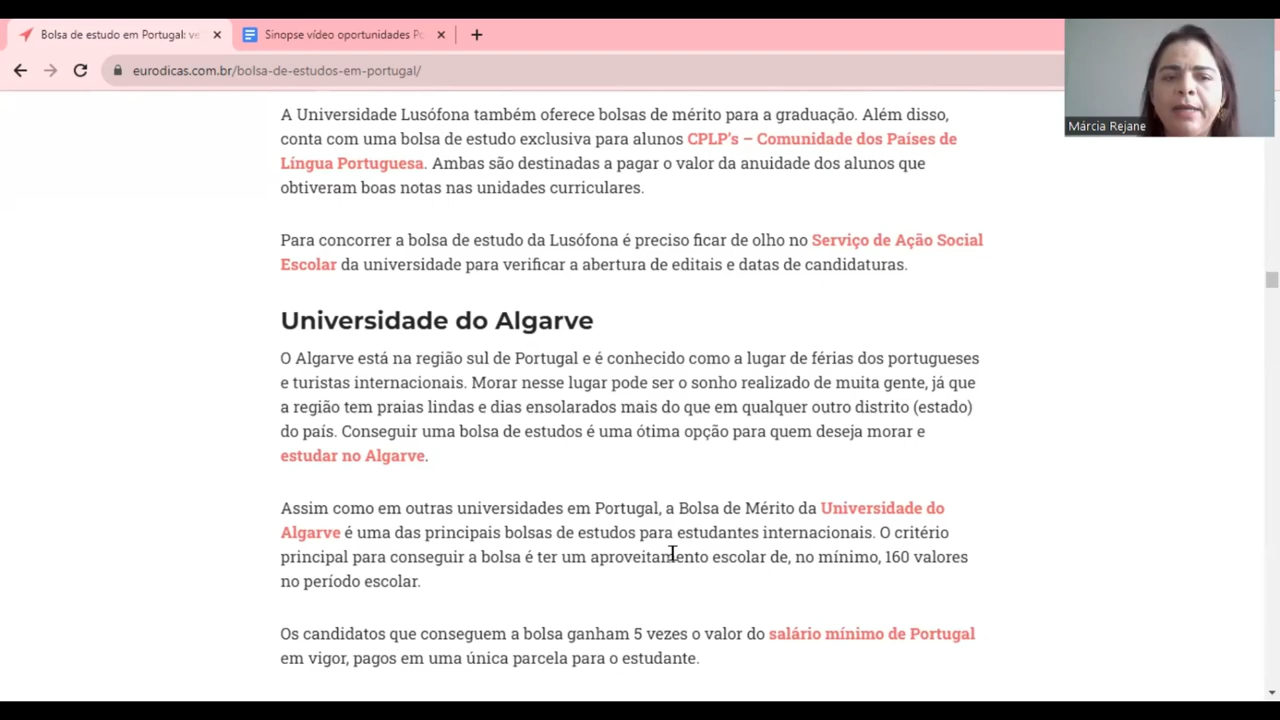 Bolsa de estudo em Portugal: ve
Sinopse vídeo oportunidades Po
eurodicas.com.br/bolsa-de-estudos-em-portugal/
Márcia Rejane
A Universidade Lusófona também oferece bolsas de mérito para a graduação. Além disso,
conta com uma bolsa de estudo exclusiva para alunos CPLP’s – Comunidade dos Países de
Língua Portuguesa. Ambas são destinadas a pagar o valor da anuidade dos alunos que
obtiveram boas notas nas unidades curriculares.
Para concorrer a bolsa de estudo da Lusófona é preciso ficar de olho no Serviço de Ação Social
Escolar da universidade para verificar a abertura de editais e datas de candidaturas.
Universidade do Algarve
O Algarve está na região sul de Portugal e é conhecido como a lugar de férias dos portugueses
e turistas internacionais. Morar nesse lugar pode ser o sonho realizado de muita gente, já que
a região tem praias lindas e dias ensolarados mais do que em qualquer outro distrito (estado)
do país. Conseguir uma bolsa de estudos é uma ótima opção para quem deseja morar e
estudar no Algarve.
Assim como em outras universidades em Portugal, a Bolsa de Mérito da Universidade do
Algarve é uma das principais bolsas de estudos para estudantes internacionais. O critério
principal para conseguir a bolsa é ter um aproveitamento escolar de, no mínimo, 160 valores
no período escolar.
Os candidatos que conseguem a bolsa ganham 5 vezes o valor do salário mínimo de Portugal
em vigor, pagos em uma única parcela para o estudante.